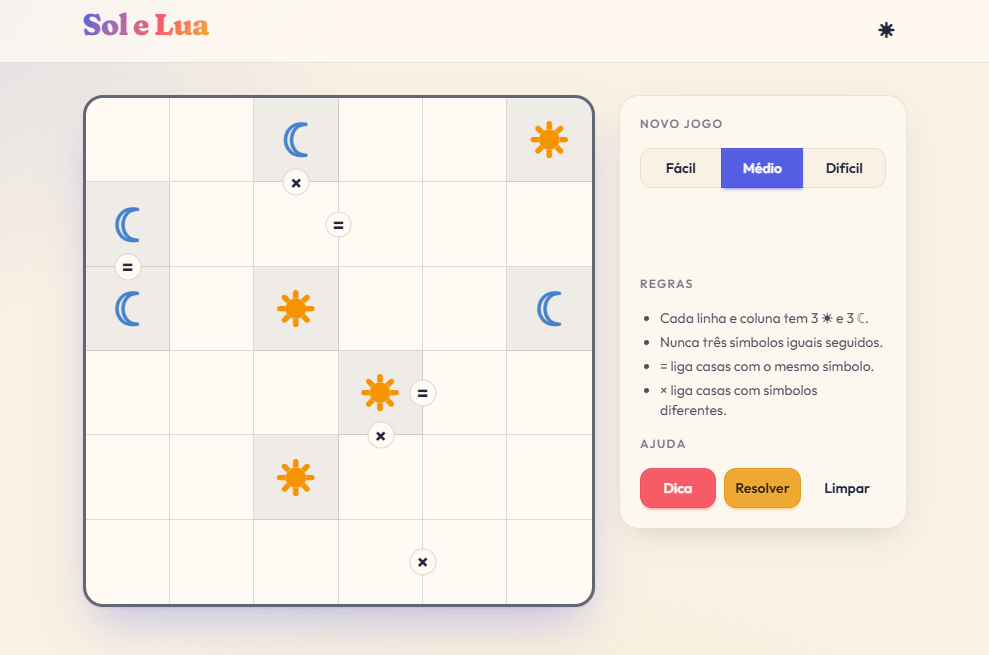 Sol e Lua
NOVO JOGO
Fácil Médio Difícil
×
=
=
REGRAS
Cada linha e coluna tem 3 ☀ e 3 ☾.
Nunca três símbolos iguais seguidos.
= liga casas com o mesmo símbolo.
× liga casas com símbolos
diferentes.
=
×
AJUDA
Dica Resolver Limpar
×